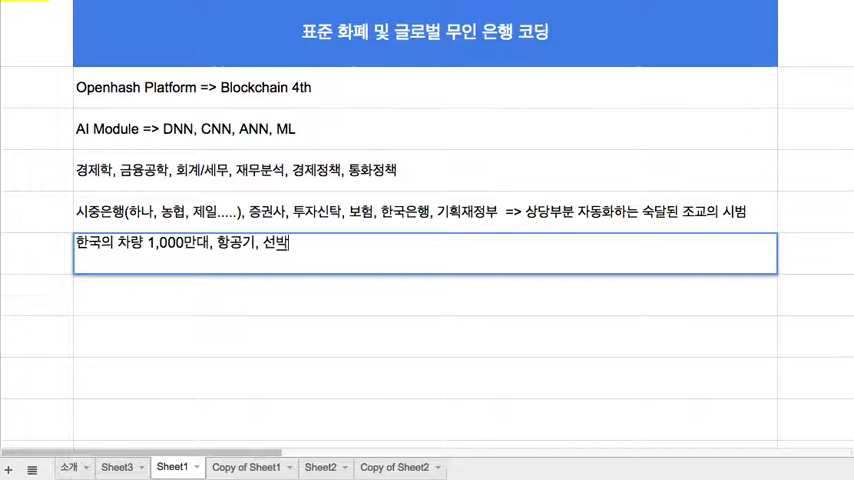 표준 화폐 및 글로벌 무인 은행 코딩
Openhash Platform => Blockchain 4th
AI Module => DNN, CNN, ANN, ML
경제학, 금융공학, 회계/세무, 재무분석, 경제정책, 통화정책
시중은행(하나, 농협, 제일.....), 증권사, 투자신탁, 보험, 한국은행, 기획재정부 => 상당부분 자동화하는 숙달된 조교의 시범
한국의 차량 1,000만대, 항공기, 선박
소개
Sheet3
Sheet1
Copy of Sheet1
Sheet2
Copy of Sheet2